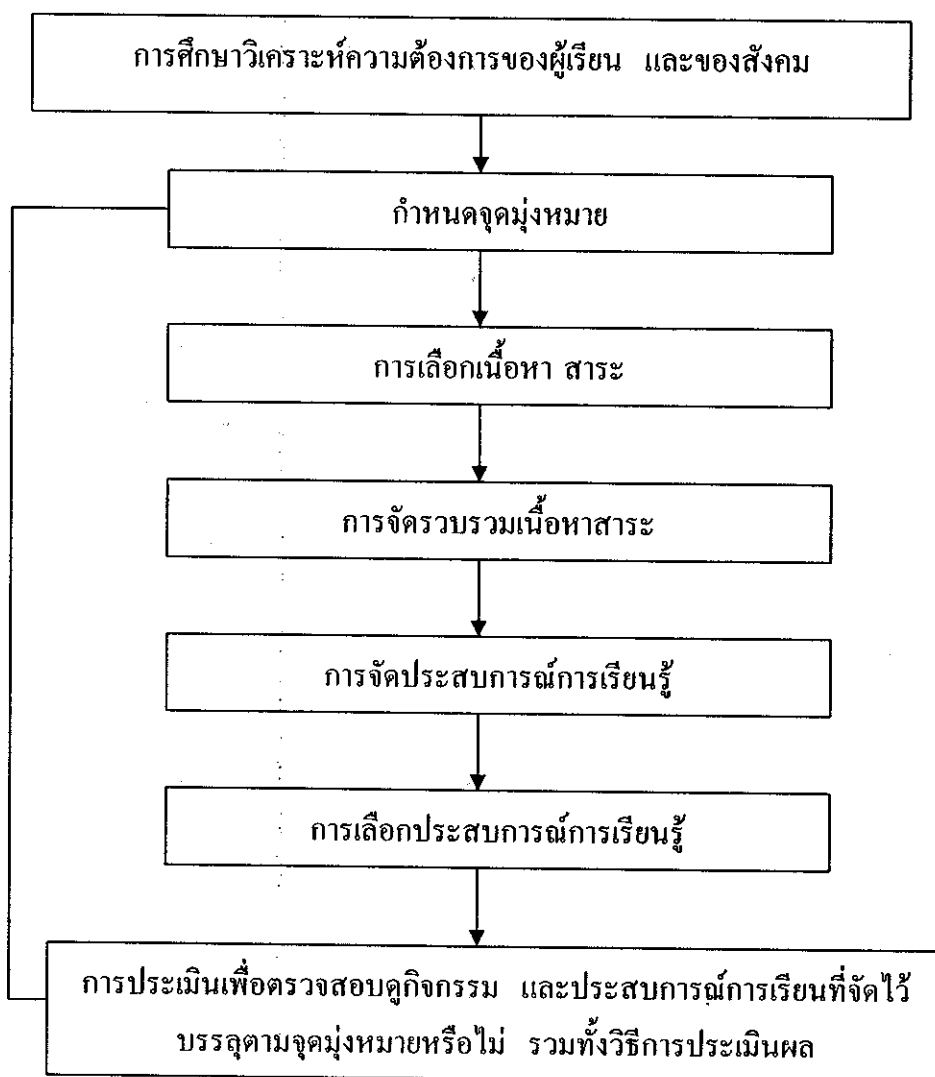 การศึกษาวิเคราะห์ความต้องการของผู้เรียน และของสังคม
กำหนดจุดมุ่งหมาย
การเลือกเนื้อหา สาระ
การจัดรวบรวมเนื้อหาสาระ
การจัดประสบการณ์การเรียนรู้
การเลือกประสบการณ์การเรียนรู้
การประเมินเพื่อตรวจสอบดูกิจกรรม และประสบการณ์การเรียนที่จัดไว้
บรรลุตามจุดมุ่งหมายหรือไม่ รวมทั้งวิธีการประเมินผล